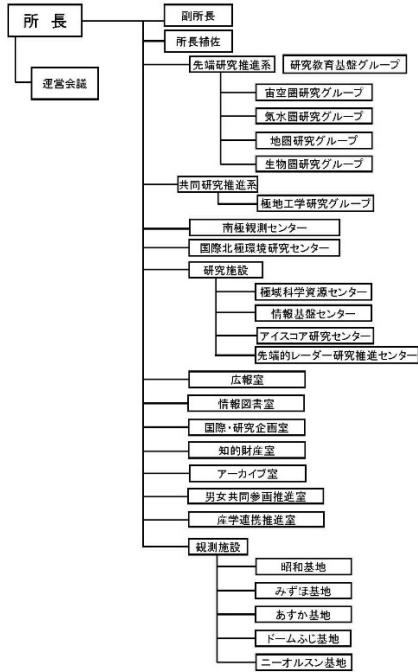 所長
副所長
所長補佐
運営会議
先端研究推進系 研究教育基盤グループ
宙空圏研究グループ
気水圏研究グループ
地圏研究グループ
生物圏研究グループ
共同研究推進系
極地工学研究グループ
南極観測センター
国際北極環境研究センター
研究施設
極域科学資源センター
情報基盤センター
アイスコア研究センター
先端的レーダー研究推進センター
広報室
情報図書室
国際・研究企画室
知的財産室
アーカイブ室
男女共同参画推進室
産学連携推進室
観測施設
昭和基地
みずほ基地
あすか基地
ドームふじ基地
ニーオルスン基地